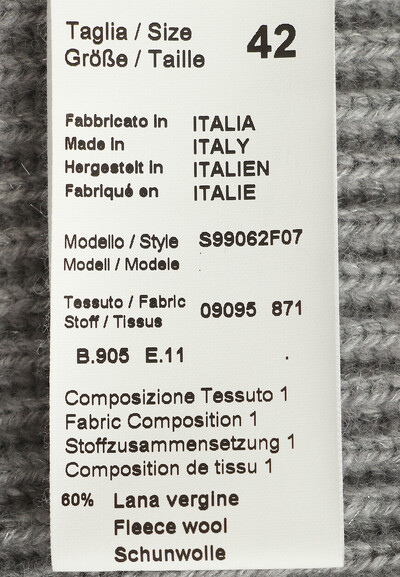 Taglia / Size 42
Größe / Taille
Fabbricato in ITALIA
Made in ITALY
Hergestelt in ITALIEN
Fabriqué en ITALIE
Modello / Style S99062F07
Modell / Modele
Tessuto / Fabric 09095 871
Stoff / Tissus
B.905 E.11
Composizione Tessuto 1
Fabric Composition 1
Stoffzusammensetzung 1
Composition de tissu 1
60% Lana vergine
Fleece wool
Schunwolle